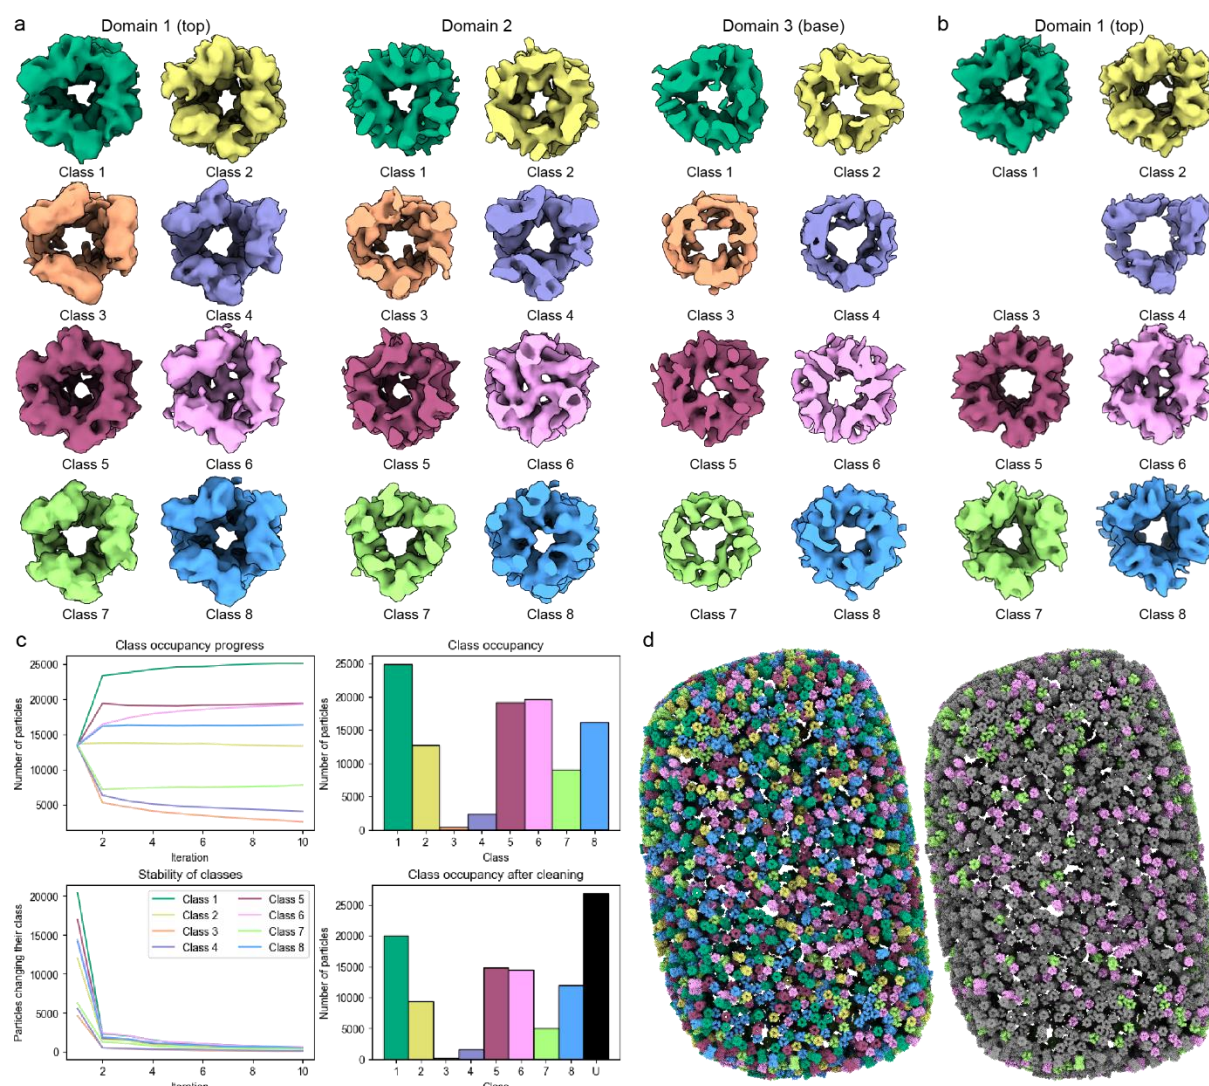 a Domain 1 (top) Domain 2 Domain 3 (base) b Domain 1 (top)
Class 1 Class 2 Class 1 Class 2 Class 1 Class 2 Class 1 Class 2
Class 3 Class 4 Class 3 Class 4 Class 3 Class 4 Class 3 Class 4
Class 5 Class 6 Class 5 Class 6 Class 5 Class 6 Class 5 Class 6
Class 7 Class 8 Class 7 Class 8 Class 7 Class 8 Class 7 Class 8
c
Class occupancy progress
Number of particles
25000
20000
15000
10000
5000
2 4 6 8 10
Iteration
Class occupancy
Number of particles
25000
20000
15000
10000
5000
0
1 2 3 4 5 6 7 8
Class
Stability of classes
Particles changing their class
20000
15000
10000
5000
0
Class 1 Class 5
Class 2 Class 6
Class 3 Class 7
Class 4 Class 8
2 4 6 8 10
Iteration
Class occupancy after cleaning
Number of particles
25000
20000
15000
10000
5000
0
1 2 3 4 5 6 7 8 U
Class
d